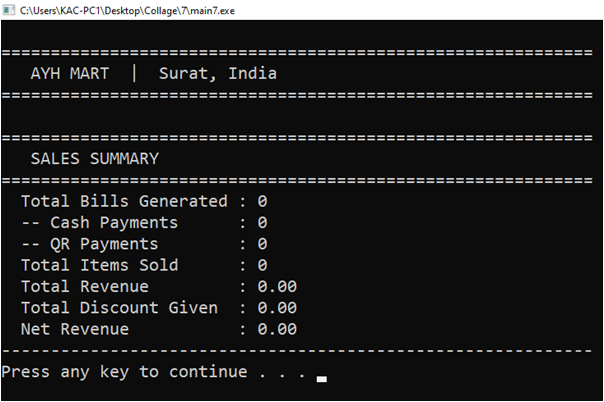 C:\Users\KAC-PC1\Desktop\Collage\7\main7.exe
============================================================
AYH MART | Surat, India
============================================================
============================================================
SALES SUMMARY
============================================================
Total Bills Generated : 0
-- Cash Payments : 0
-- QR Payments : 0
Total Items Sold : 0
Total Revenue : 0.00
Total Discount Given : 0.00
Net Revenue : 0.00
------------------------------------------------------------
Press any key to continue . . .